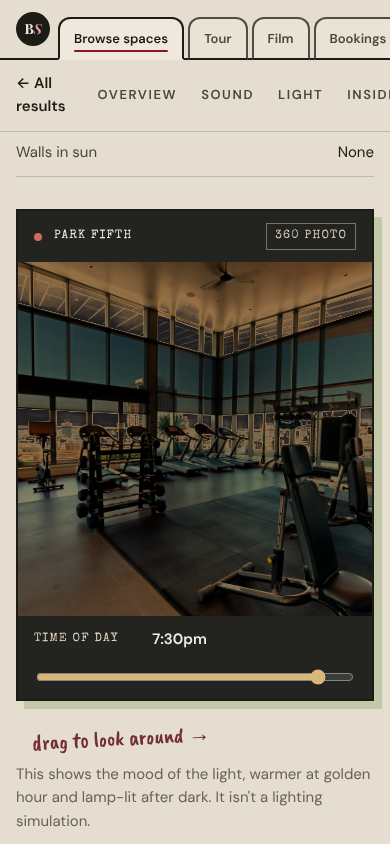 BS
Browse spaces
Tour
Film
Bookings
← All results
OVERVIEW
SOUND
LIGHT
INSID
Walls in sun
None
PARK FIFTH
360 PHOTO
TIME OF DAY
7:30pm
drag to look around →
This shows the mood of the light, warmer at golden
hour and lamp-lit after dark. It isn't a lighting
simulation.